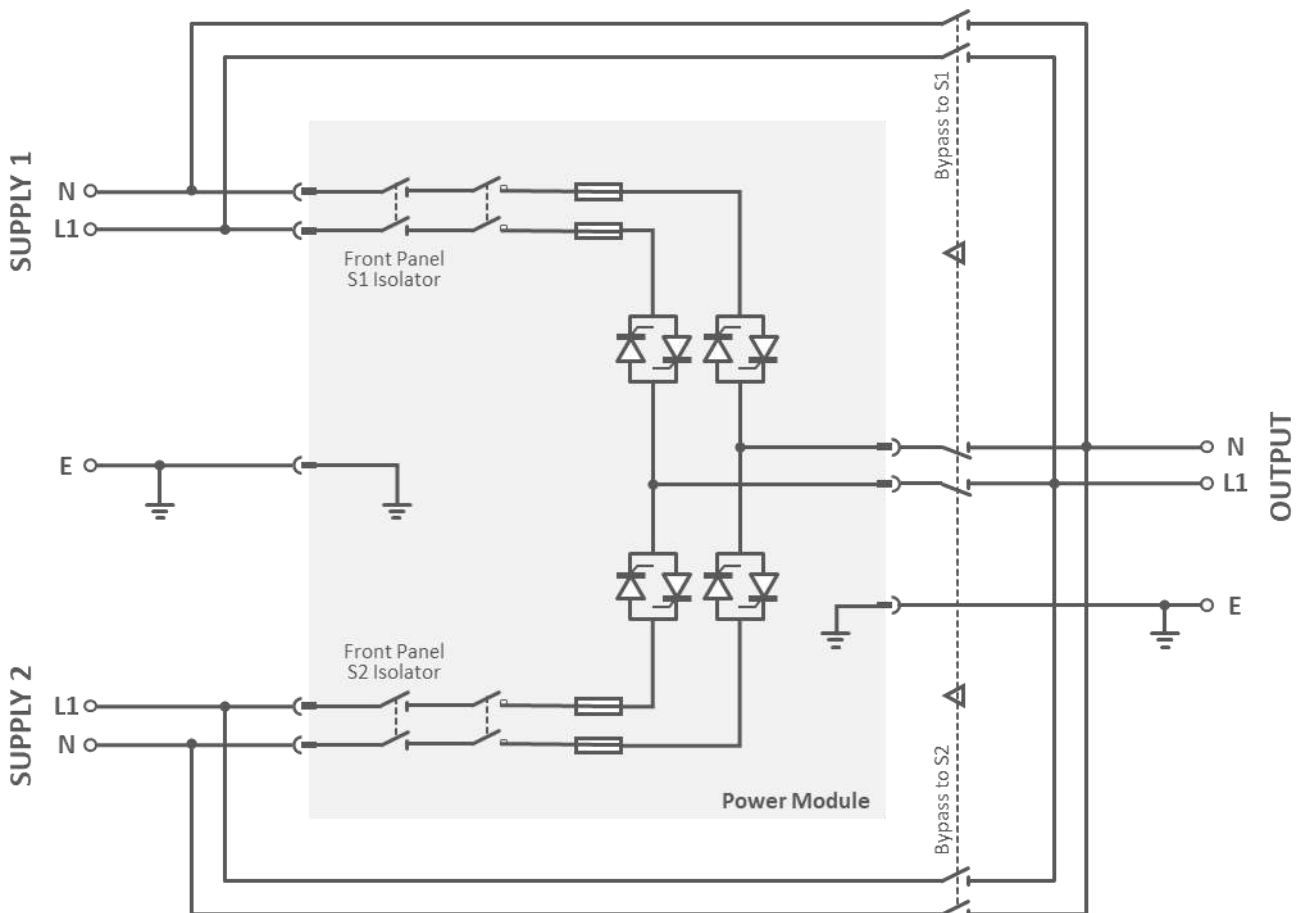 Bypass to S1
SUPPLY 1
N
L1
Front Panel
S1 Isolator
E
N
L1
OUTPUT
E
Front Panel
S2 Isolator
SUPPLY 2
L1
N
Power Module
Bypass to S2